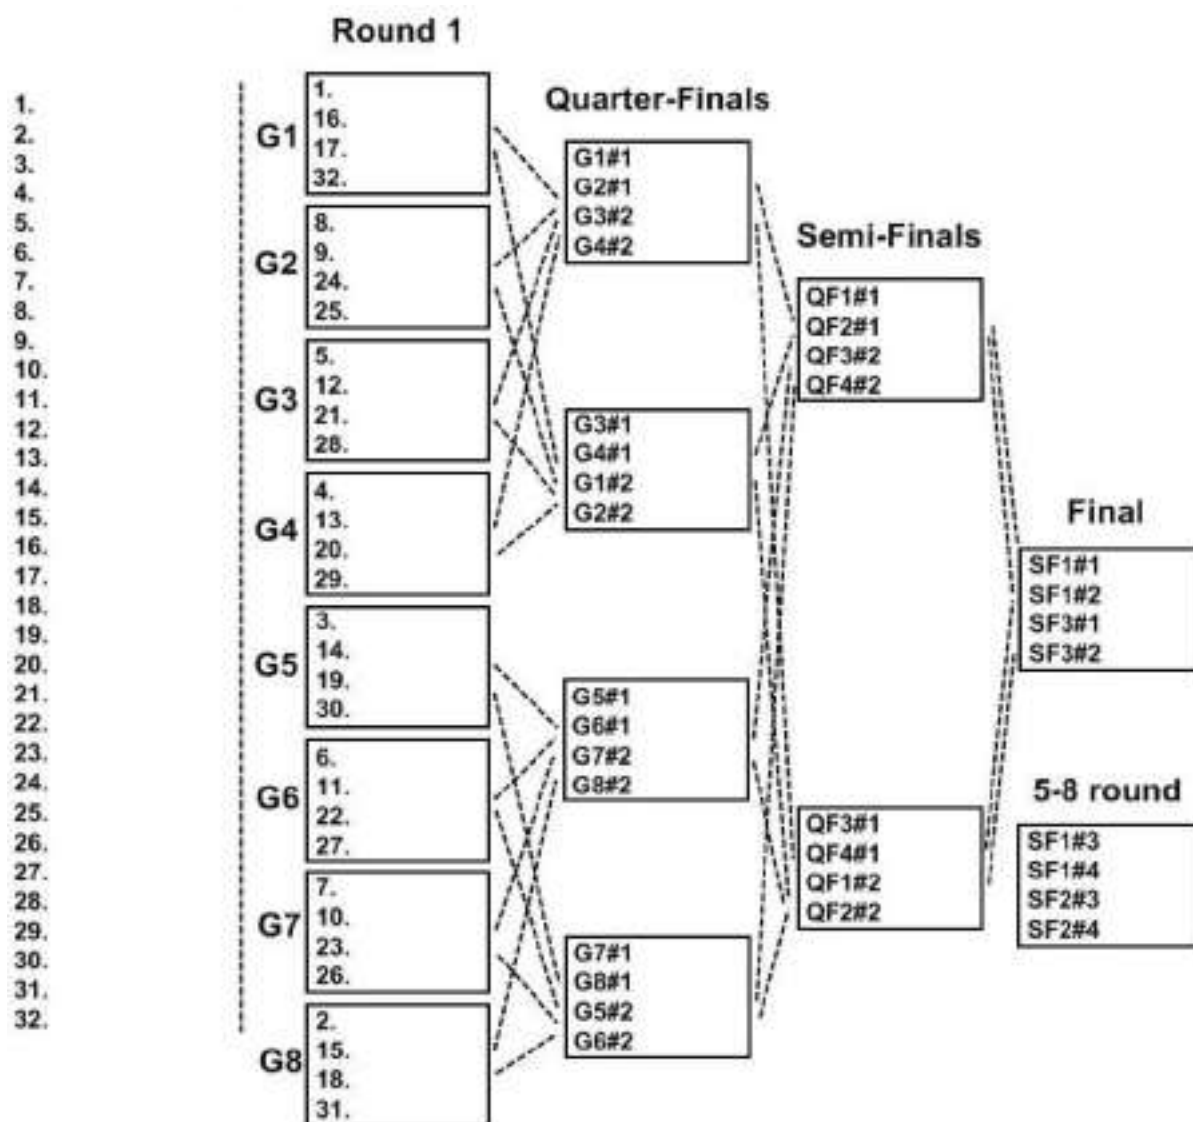 Round 1
1.
2.
3.
4.
5.
6.
7.
8.
9.
10.
11.
12.
13.
14.
15.
16.
17.
18.
19.
20.
21.
22.
23.
24.
25.
26.
27.
28.
29.
30.
31.
32.
G1
1.
16.
17.
32.
G2
8.
9.
24.
25.
G3
5.
12.
21.
28.
G4
4.
13.
20.
29.
G5
3.
14.
19.
30.
G6
6.
11.
22.
27.
G7
7.
10.
23.
26.
G8
2.
15.
18.
31.
Quarter-Finals
G1#1
G2#1
G3#2
G4#2
G3#1
G4#1
G1#2
G2#2
G5#1
G6#1
G7#2
G8#2
G7#1
G8#1
G5#2
G6#2
Semi-Finals
QF1#1
QF2#1
QF3#2
QF4#2
QF3#1
QF4#1
QF1#2
QF2#2
Final
SF1#1
SF1#2
SF3#1
SF3#2
5-8 round
SF1#3
SF1#4
SF2#3
SF2#4